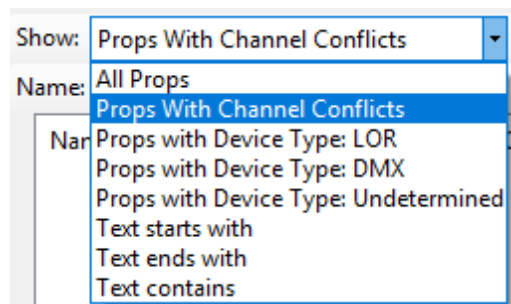 Show: Props With Channel Conflicts
Name: All Props
Props With Channel Conflicts
Props with Device Type: LOR
Props with Device Type: DMX
Props with Device Type: Undetermined
Text starts with
Text ends with
Text contains